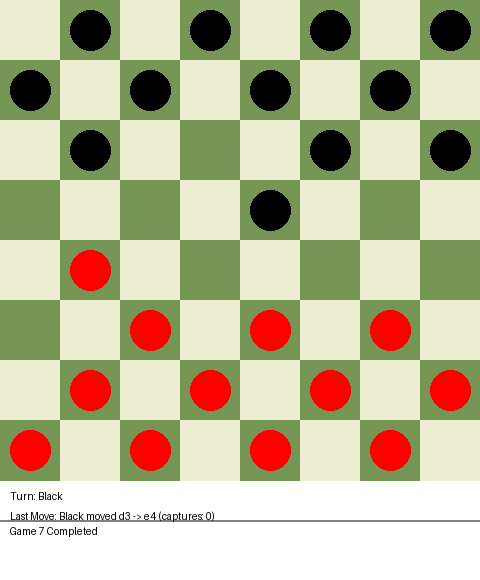 Turn: Black
Last Move: Black moved d3 -> e4 (captures: 0)
Game 7 Completed